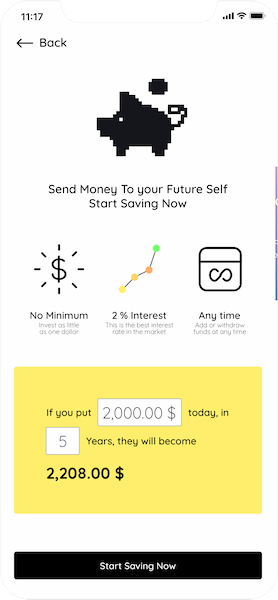 11:17
Back
Send Money To your Future Self
Start Saving Now
$
No Minimum
Invest as little
as one dollar
2 % Interest
This is the best interest
rate in the market
Any time
Add or withdraw
funds at any time
If you put 2,000.00 $ today, in
5 Years, they will become
2,208.00 $
Start Saving Now